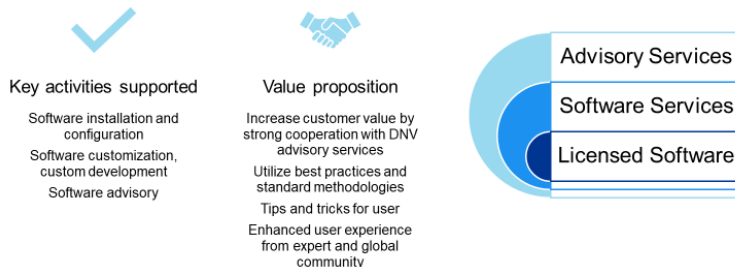 Key activities supported
Software installation and
configuration
Software customization,
custom development
Software advisory
Value proposition
Increase customer value by
strong cooperation with DNV
advisory services
Utilize best practices and
standard methodologies
Tips and tricks for user
Enhanced user experience
from expert and global
community
Advisory Services
Software Services
Licensed Software